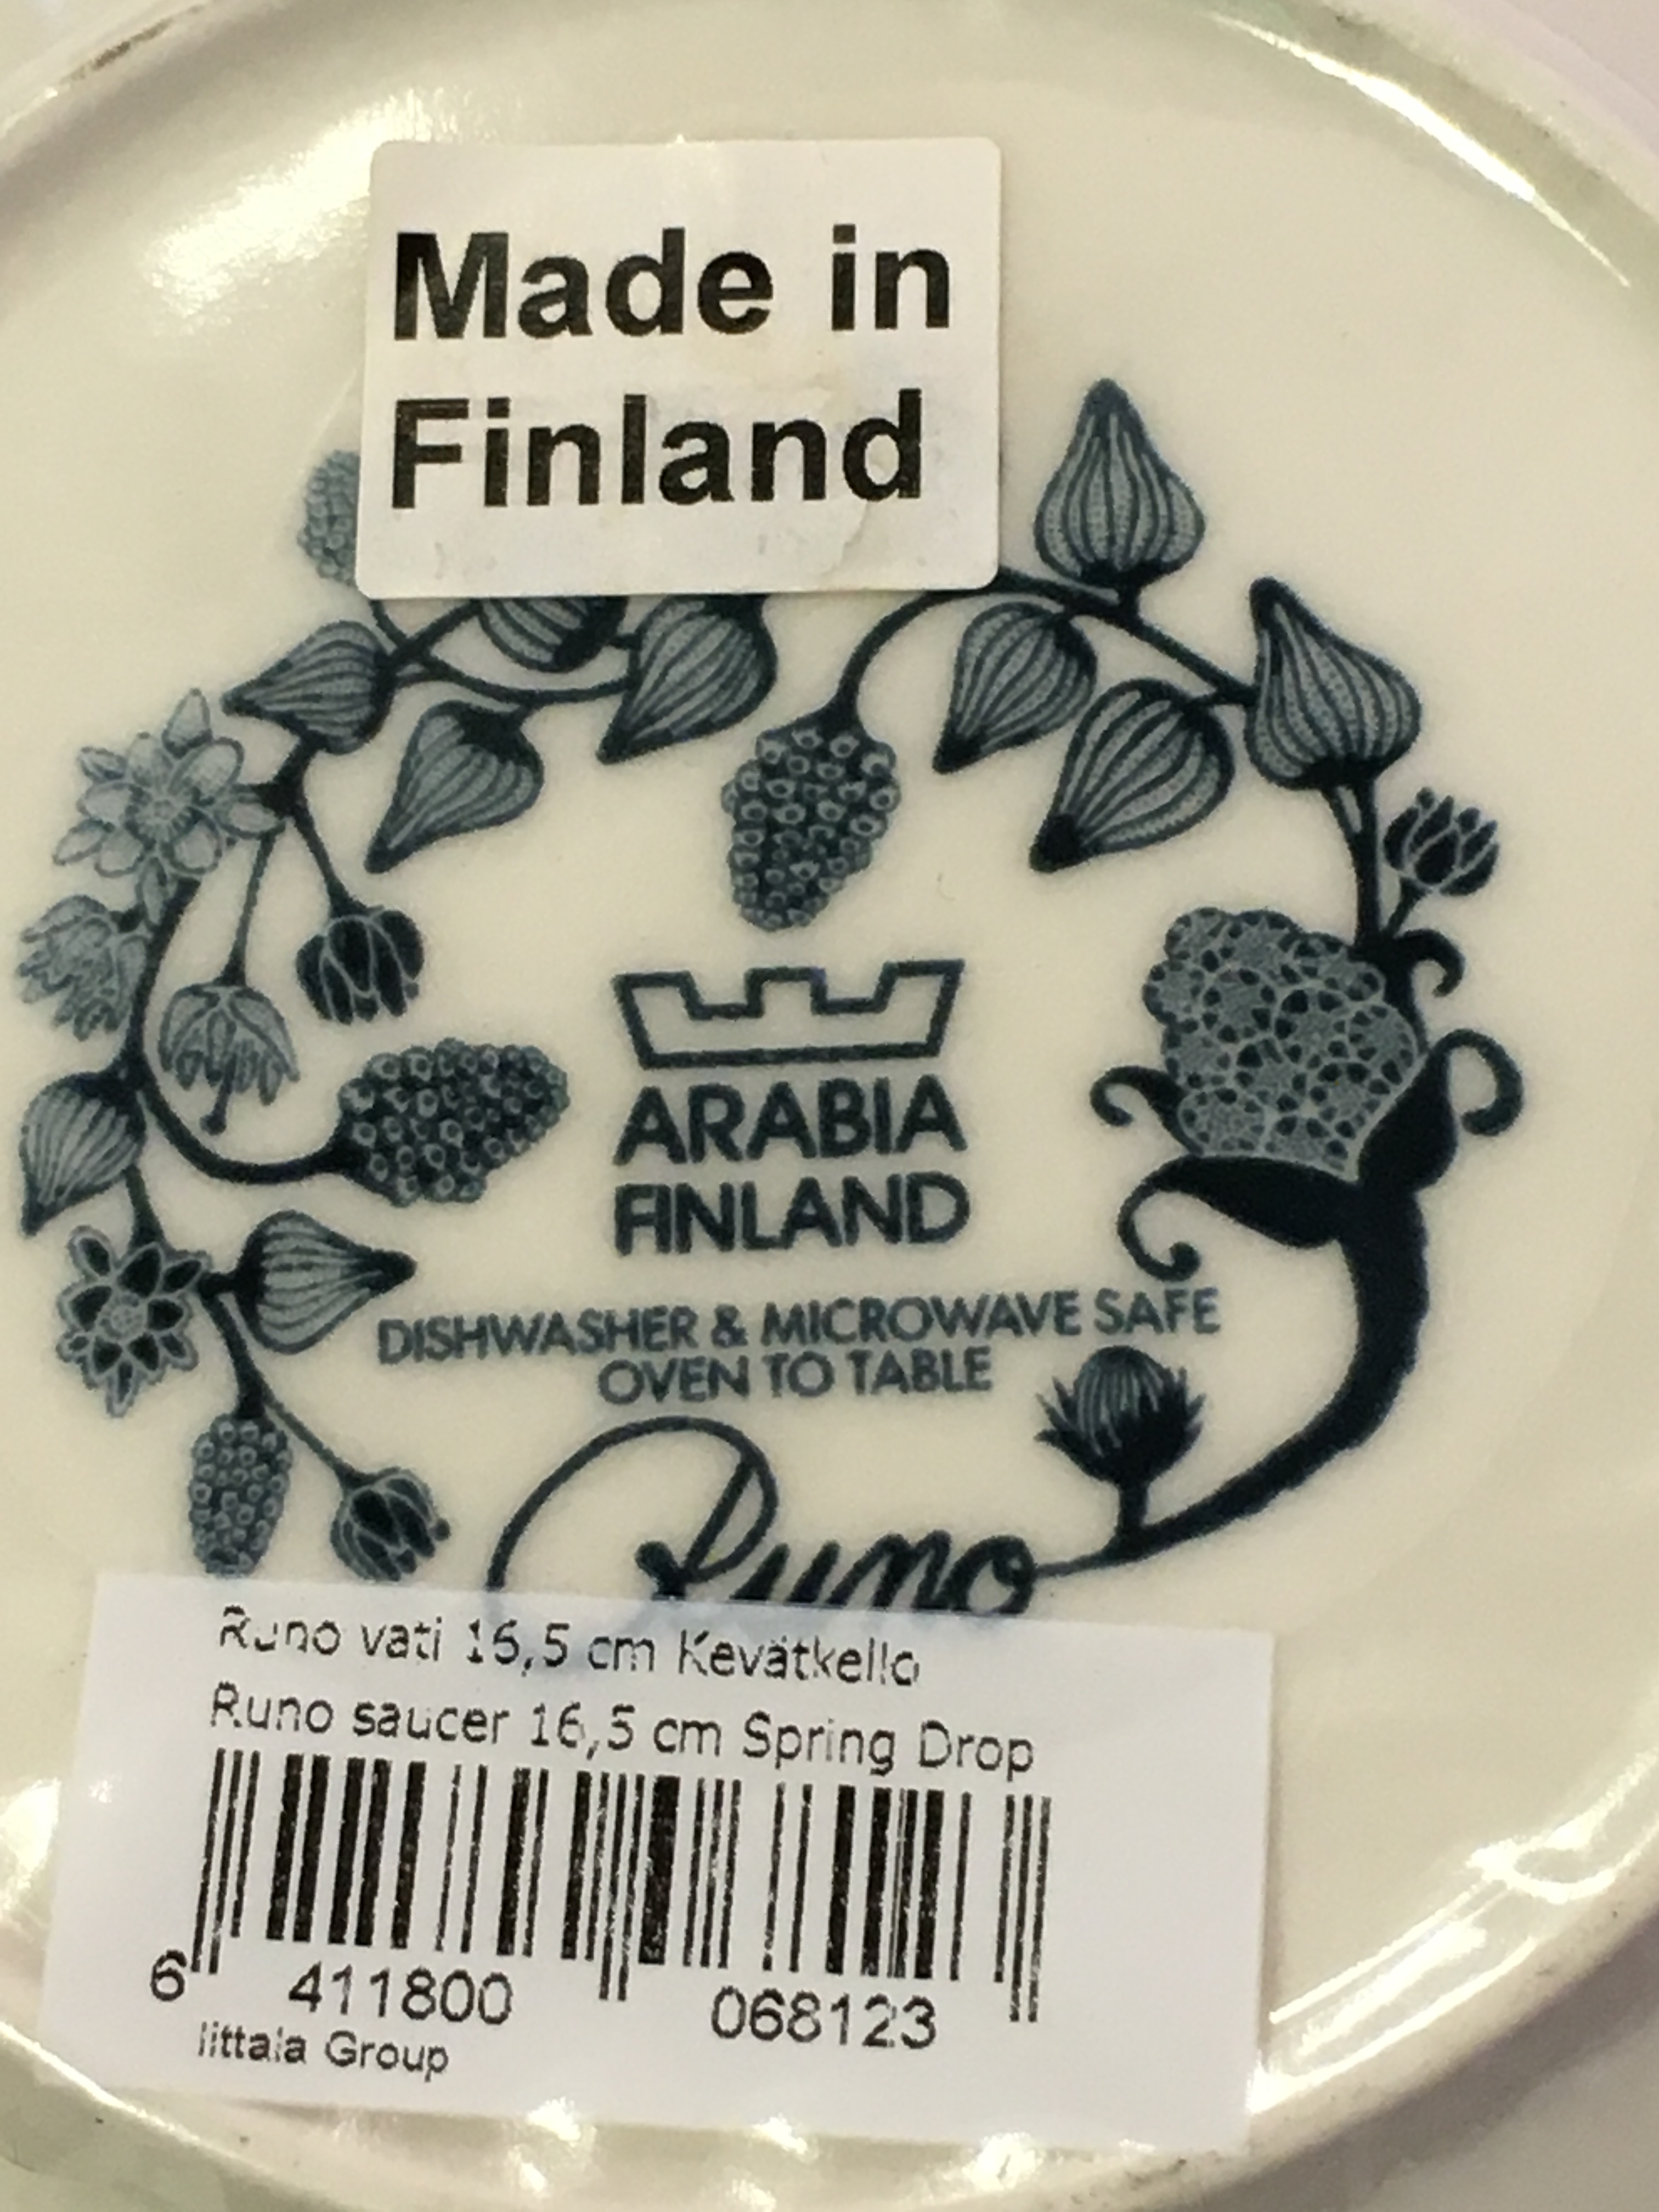 Made in
Finland
ARABIA
FINLAND
DISHWASHER & MICROWAVE SAFE
OVEN TO TABLE
Runo
Runo vati 16,5 cm Kevätkello
Runo saucer 16,5 cm Spring Drop
6 411800 068123
Iittala Group